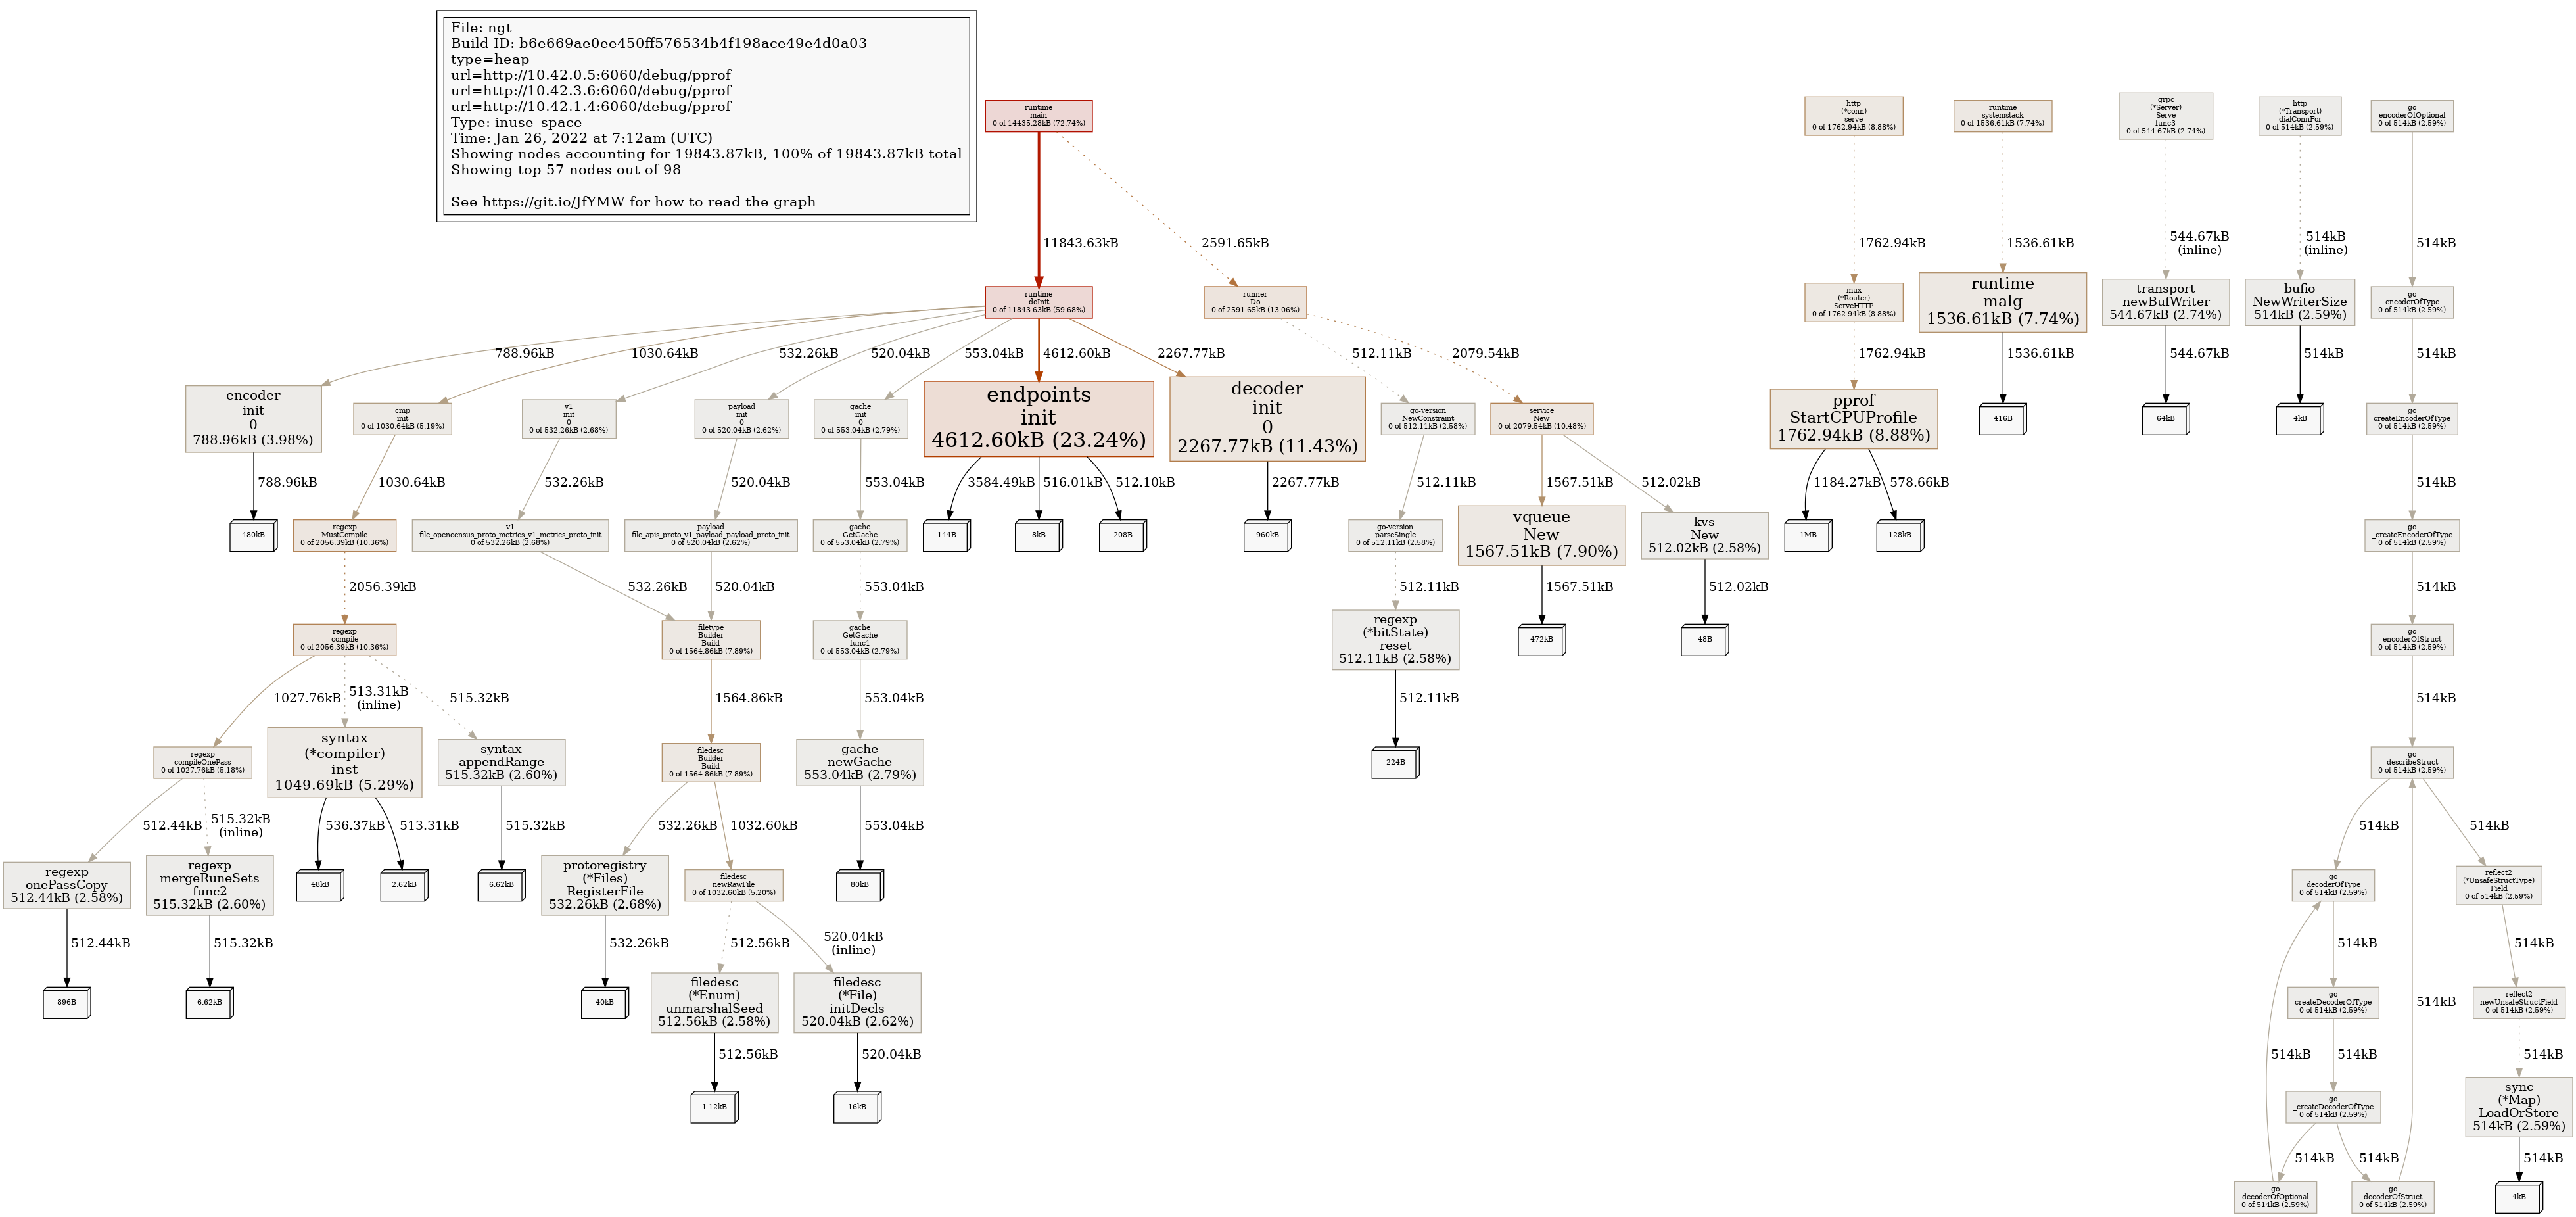 File: ngt
Build ID: b6e669ae0ee450ff576534b4f198ace49e4d0a03
type=heap
url=http://10.42.0.5:6060/debug/pprof
url=http://10.42.3.6:6060/debug/pprof
url=http://10.42.1.4:6060/debug/pprof
Type: inuse_space
Time: Jan 26, 2022 at 7:12am (UTC)
Showing nodes accounting for 19843.87kB, 100% of 19843.87kB total
Showing top 57 nodes out of 98
See https://git.io/JfYMW for how to read the graph
runtime
main
0 of 14435.28kB (72.74%)
http
(*conn)
serve
0 of 1762.94kB (8.88%)
runtime
systemstack
0 of 1536.61kB (7.74%)
grpc
(*Server)
Serve
func3
0 of 544.67kB (2.74%)
http
(*Transport)
dialConnFor
0 of 514kB (2.59%)
go
encoderOfOptional
0 of 514kB (2.59%)
11843.63kB
2591.65kB
1762.94kB
1536.61kB
544.67kB
(inline)
514kB
(inline)
514kB
runtime
doInit
0 of 11843.63kB (59.68%)
runner
Do
0 of 2591.65kB (13.06%)
mux
(*Router)
ServeHTTP
0 of 1762.94kB (8.88%)
runtime
malg
1536.61kB (7.74%)
transport
newBufWriter
544.67kB (2.74%)
bufio
NewWriterSize
514kB (2.59%)
go
encoderOfType
0 of 514kB (2.59%)
788.96kB
1030.64kB
532.26kB
520.04kB
553.04kB
4612.60kB
2267.77kB
512.11kB
2079.54kB
1762.94kB
1536.61kB
544.67kB
514kB
514kB
encoder
init
0
788.96kB (3.98%)
cmp
init
0 of 1030.64kB (5.19%)
v1
init
0
0 of 532.26kB (2.68%)
payload
init
0
0 of 520.04kB (2.62%)
gache
init
0
0 of 553.04kB (2.79%)
endpoints
init
4612.60kB (23.24%)
decoder
init
0
2267.77kB (11.43%)
go-version
NewConstraint
0 of 512.11kB (2.58%)
service
New
0 of 2079.54kB (10.48%)
pprof
StartCPUProfile
1762.94kB (8.88%)
416B
64kB
4kB
go
createEncoderOfType
0 of 514kB (2.59%)
788.96kB
1030.64kB
532.26kB
520.04kB
553.04kB
3584.49kB
516.01kB
512.10kB
2267.77kB
512.11kB
1567.51kB
512.02kB
1184.27kB
578.66kB
514kB
480kB
regexp
MustCompile
0 of 2056.39kB (10.36%)
v1
file_opencensus_proto_metrics_v1_metrics_proto_init
0 of 532.26kB (2.68%)
payload
file_apis_proto_v1_payload_payload_proto_init
0 of 520.04kB (2.62%)
gache
GetGache
0 of 553.04kB (2.79%)
144B
8kB
208B
960kB
go-version
parseSingle
0 of 512.11kB (2.58%)
vqueue
New
1567.51kB (7.90%)
kvs
New
512.02kB (2.58%)
1MB
128kB
go
_createEncoderOfType
0 of 514kB (2.59%)
2056.39kB
532.26kB
520.04kB
553.04kB
512.11kB
1567.51kB
512.02kB
514kB
regexp
compile
0 of 2056.39kB (10.36%)
filetype
Builder
Build
0 of 1564.86kB (7.89%)
gache
GetGache
func1
0 of 553.04kB (2.79%)
regexp
(*bitState)
reset
512.11kB (2.58%)
472kB
48B
go
encoderOfStruct
0 of 514kB (2.59%)
1027.76kB
513.31kB
(inline)
515.32kB
1564.86kB
553.04kB
512.11kB
514kB
regexp
compileOnePass
0 of 1027.76kB (5.18%)
syntax
(*compiler)
inst
1049.69kB (5.29%)
syntax
appendRange
515.32kB (2.60%)
filedesc
Builder
Build
0 of 1564.86kB (7.89%)
gache
newGache
553.04kB (2.79%)
224B
go
describeStruct
0 of 514kB (2.59%)
512.44kB
515.32kB
(inline)
536.37kB
513.31kB
515.32kB
532.26kB
1032.60kB
553.04kB
514kB
514kB
regexp
onePassCopy
512.44kB (2.58%)
regexp
mergeRuneSets
func2
515.32kB (2.60%)
48kB
2.62kB
6.62kB
protoregistry
(*Files)
RegisterFile
532.26kB (2.68%)
filedesc
newRawFile
0 of 1032.60kB (5.20%)
80kB
go
decoderOfType
0 of 514kB (2.59%)
reflect2
(*UnsafeStructType)
Field
0 of 514kB (2.59%)
512.44kB
515.32kB
532.26kB
512.56kB
520.04kB
(inline)
514kB
514kB
896B
6.62kB
40kB
filedesc
(*Enum)
unmarshalSeed
512.56kB (2.58%)
filedesc
(*File)
initDecls
520.04kB (2.62%)
go
createDecoderOfType
0 of 514kB (2.59%)
514kB
reflect2
newUnsafeStructField
0 of 514kB (2.59%)
512.56kB
520.04kB
514kB
514kB
514kB
1.12kB
16kB
go
_createDecoderOfType
0 of 514kB (2.59%)
sync
(*Map)
LoadOrStore
514kB (2.59%)
514kB
514kB
514kB
go
decoderOfOptional
0 of 514kB (2.59%)
go
decoderOfStruct
0 of 514kB (2.59%)
4kB